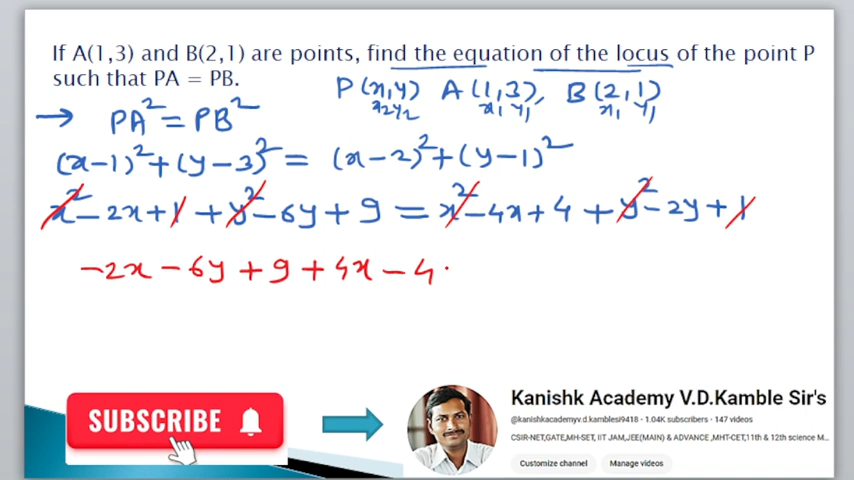 If A(1,3) and B(2,1) are points, find the equation of the locus of the point P
such that PA = PB.
P(x,y) A(1,3), B(2,1)
x₂y₂ x₁ y₁ x₁ y₁
→ PA² = PB²
(x-1)² + (y-3)² = (x-2)² + (y-1)²
x² - 2x + 1 + y² - 6y + 9 = x² - 4x + 4 + y² - 2y + 1
-2x - 6y + 9 + 4x - 4
SUBSCRIBE
Kanishk Academy V.D.Kamble Sir's
@kanishkacademyv.d.kamblesi9418 · 1.04K subscribers · 147 videos
CSIR-NET,GATE,MH-SET, IIT JAM,JEE(MAIN) & ADVANCE ,MHT-CET,11th & 12th science M...
Customize channel Manage videos